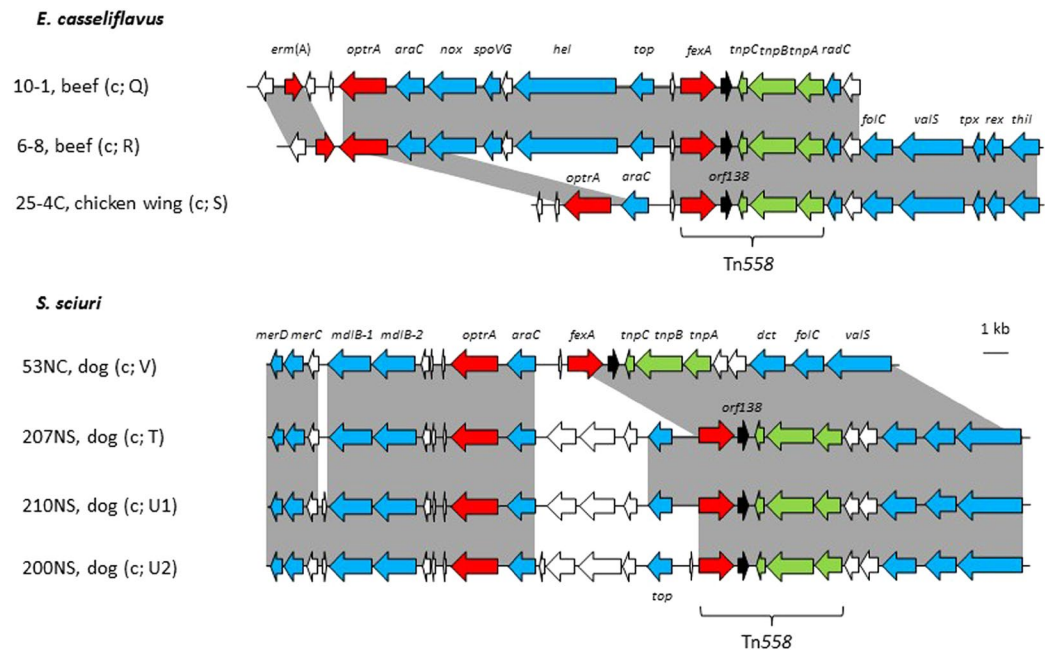 E. casseliflavus
erm(A) optrA araC nox spoVG hel top fexA tnpC tnpB tnpA radC
10-1, beef (c; Q)
folC valS tpx rex thiI
6-8, beef (c; R)
optrA araC orf138
25-4C, chicken wing (c; S)
Tn558
S. sciuri
1 kb
merD merC mdlB-1 mdlB-2 optrA araC fexA tnpC tnpB tnpA dct folC valS
53NC, dog (c; V)
orf138
207NS, dog (c; T)
210NS, dog (c; U1)
200NS, dog (c; U2)
top
Tn558